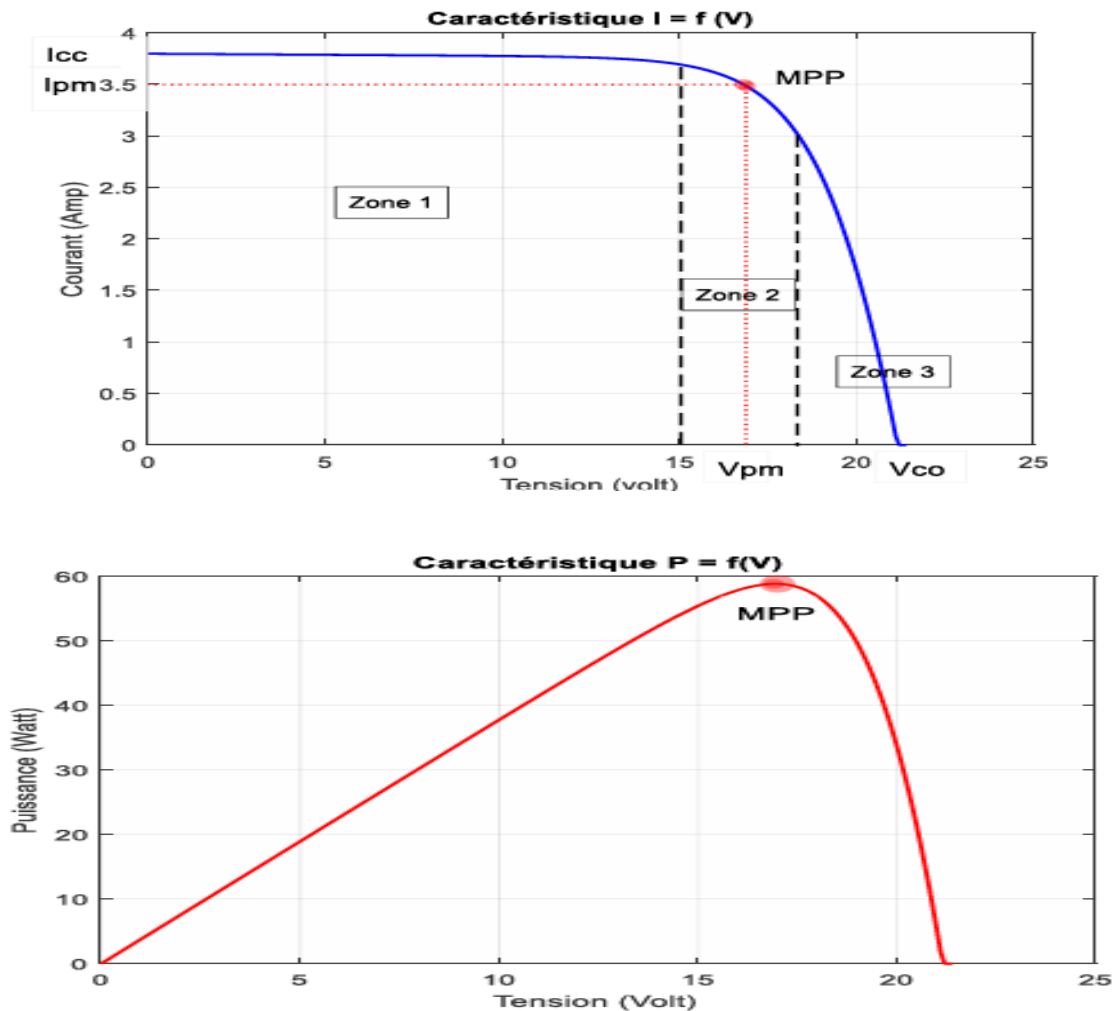 Caractéristique I = f (V)
4
Icc
Ipm
3.5
MPP
3
2.5
Zone 1
2
Courant (Amp)
1.5
Zone 2
1
Zone 3
0.5
0
0 5 10 15 20 25
Vpm
Vco
Tension (volt)
Caractéristique P = f(V)
60
MPP
50
40
30
Puissance (Watt)
20
10
0
0 5 10 15 20 25
Tension (Volt)